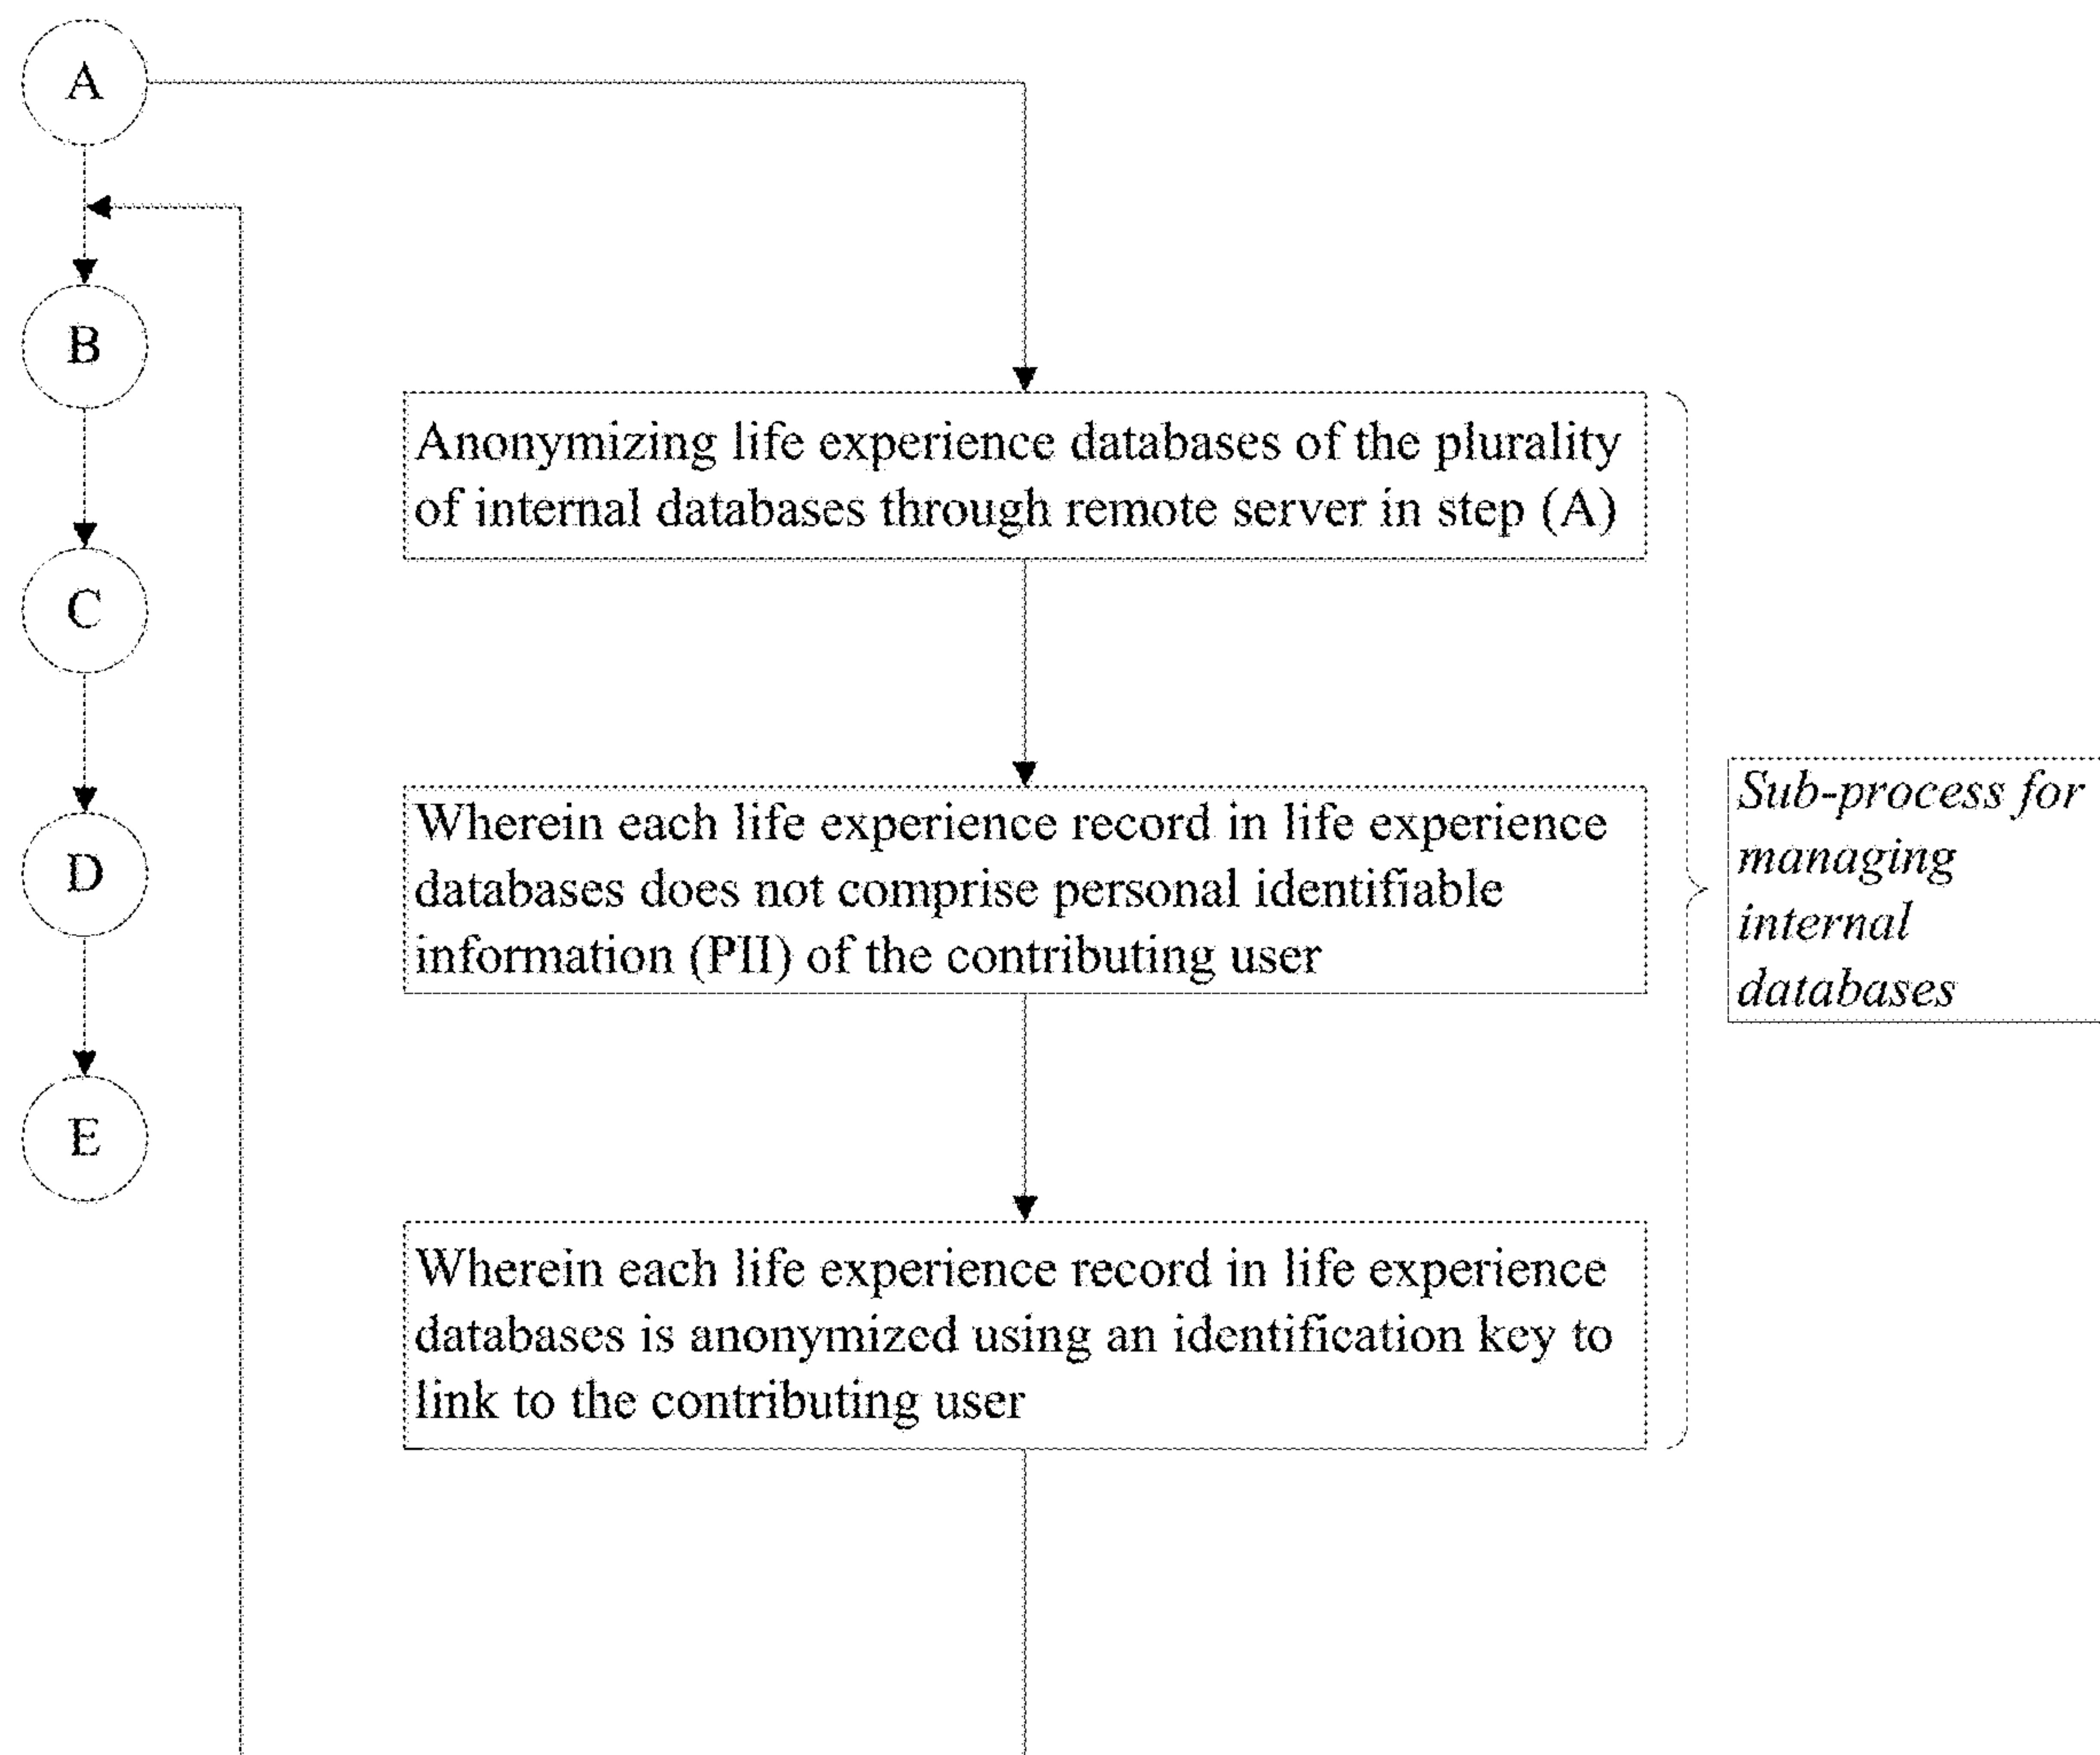 A
B
C
D
E
Anonymizing life experience databases of the plurality
of internal databases through remote server in step (A)
Wherein each life experience record in life experience
databases does not comprise personal identifiable
information (PII) of the contributing user
Wherein each life experience record in life experience
databases is anonymized using an identification key to
link to the contributing user
Sub-process for
managing
internal
databases